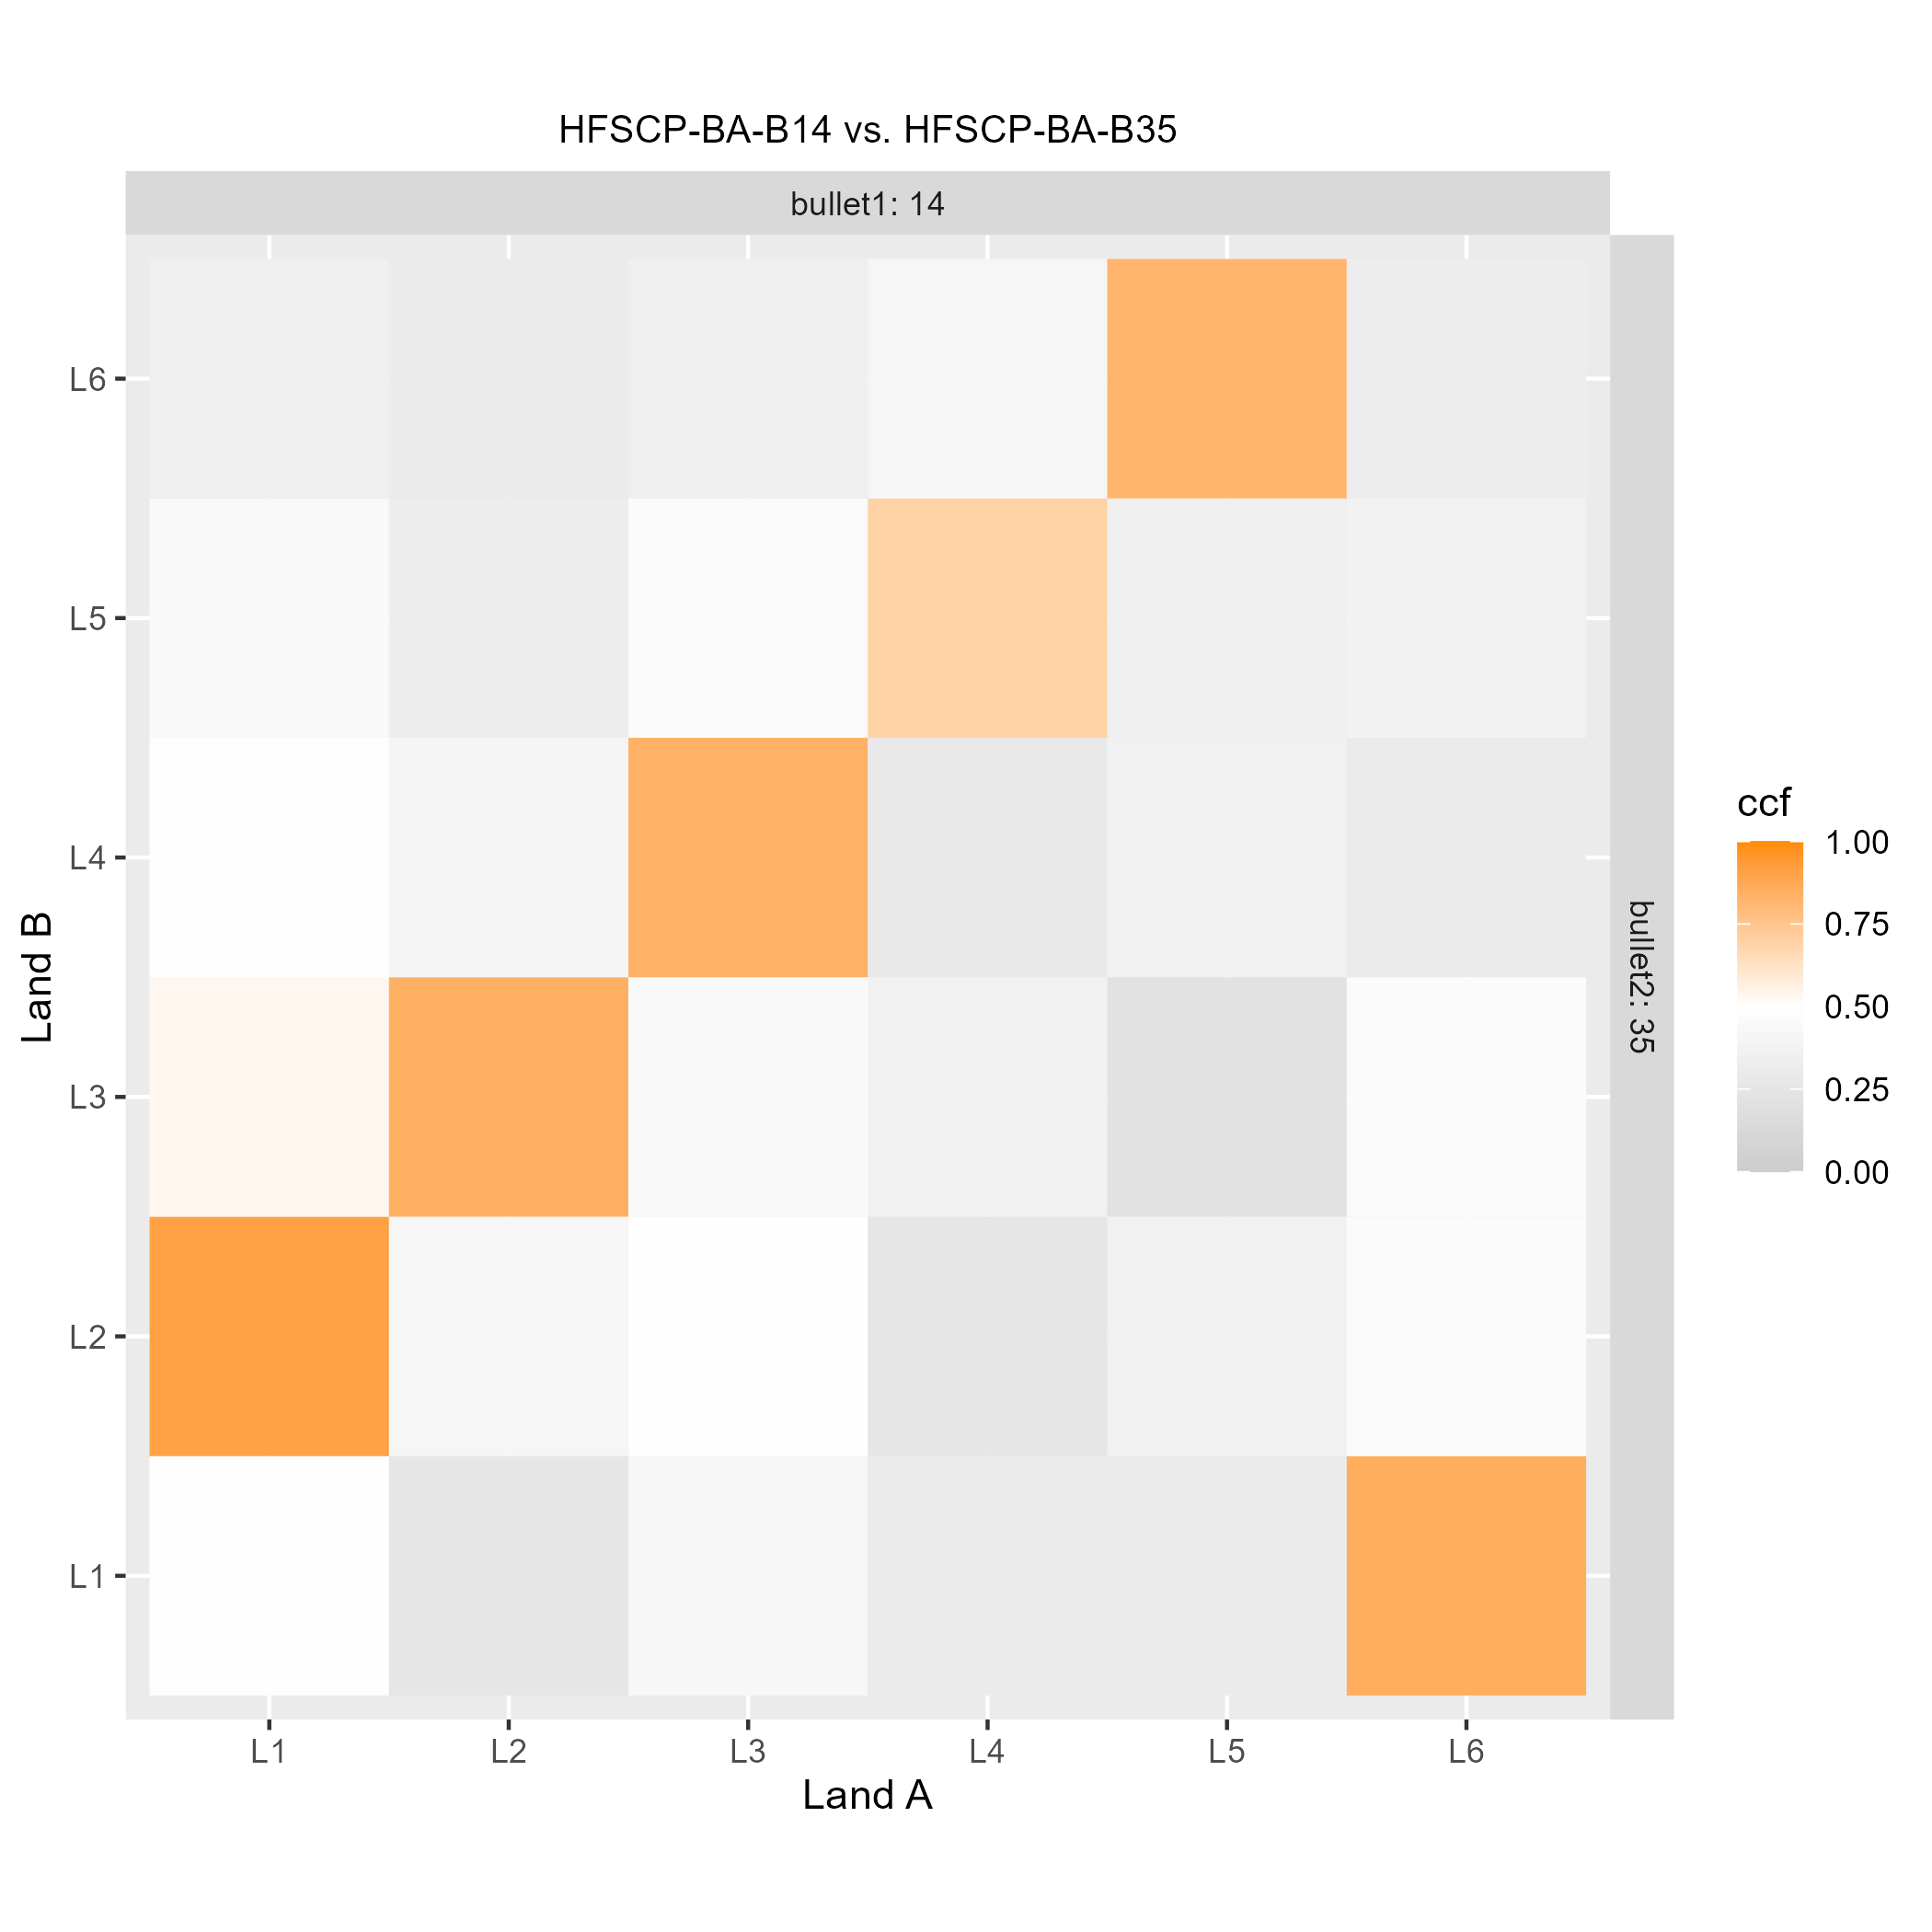 HFSCP-BA-B14 vs. HFSCP-BA-B35
bullet1: 14
L6
L5
L4
L3
L2
L1
Land B
bullet2: 35
L1 L2 L3 L4 L5 L6
Land A
ccf
1.00
0.75
0.50
0.25
0.00